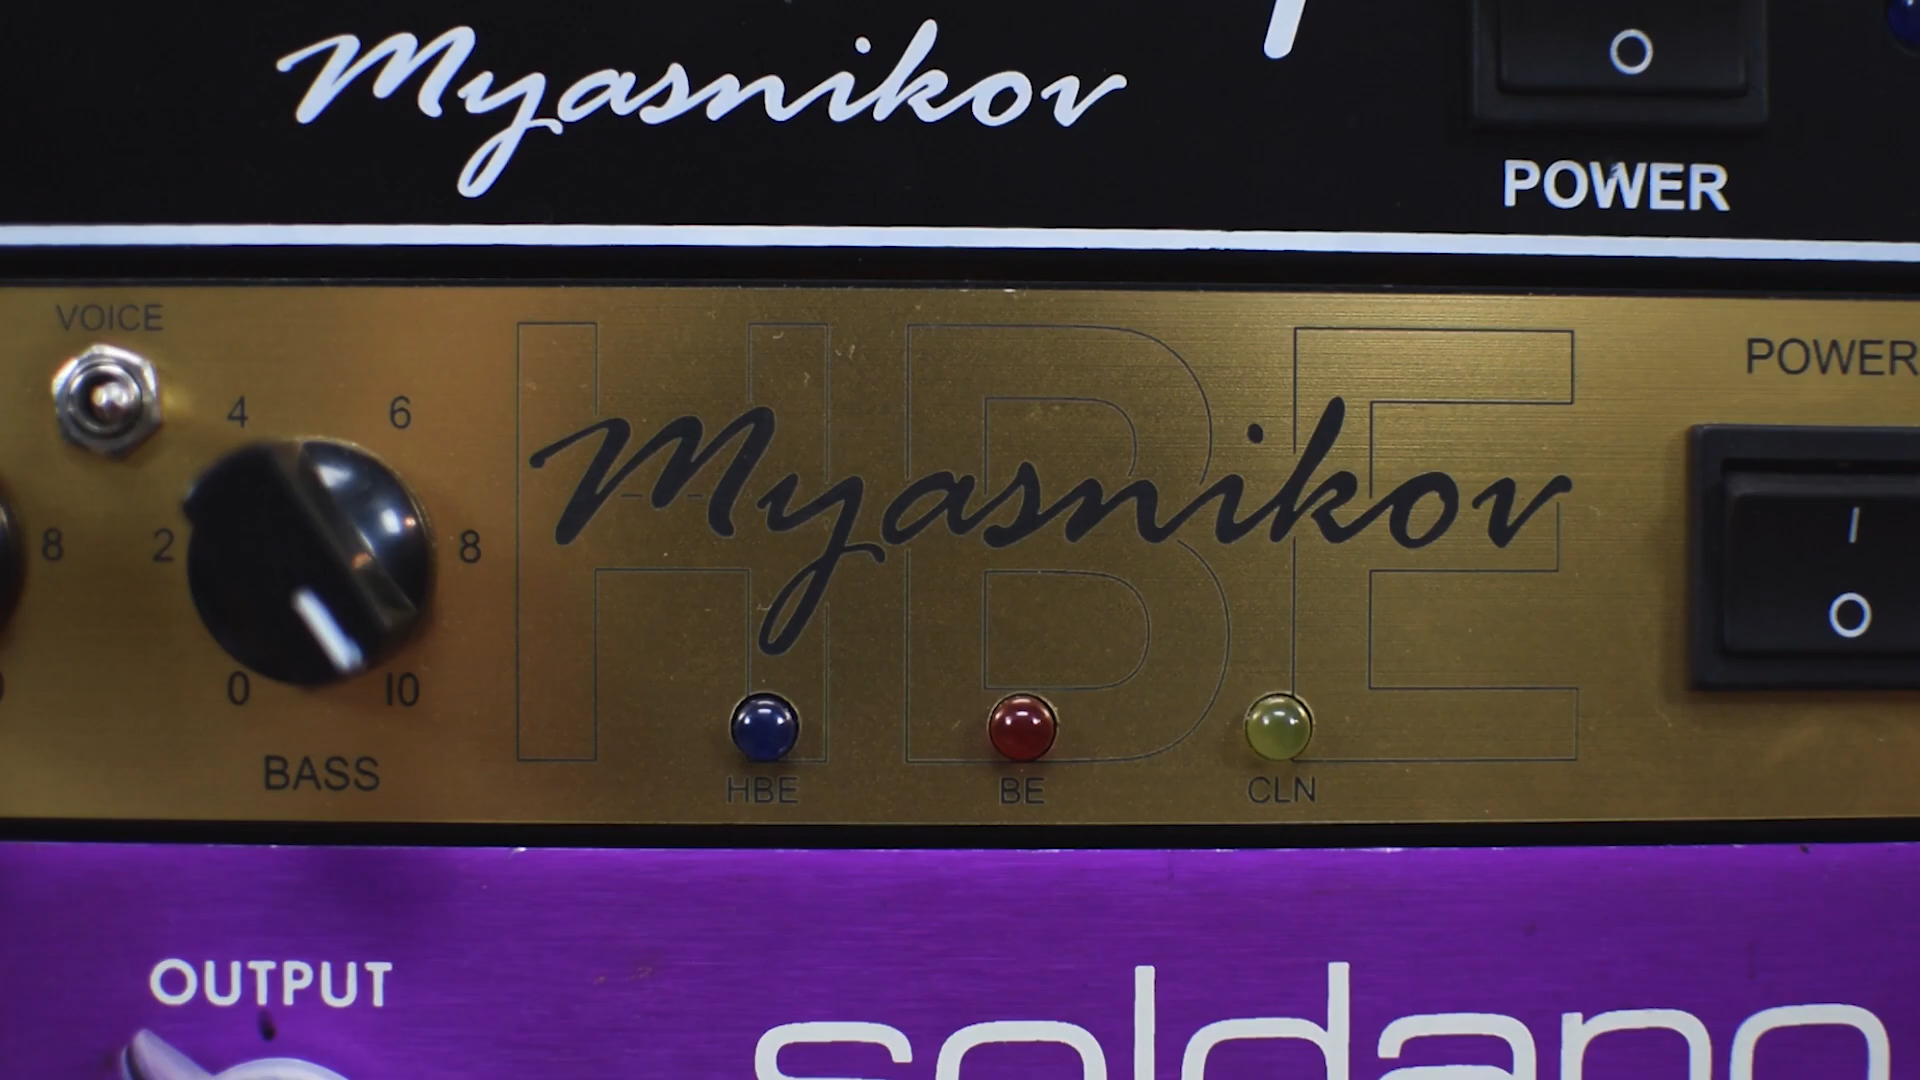 Myasnikov
O
POWER
VOICE
POWER
4 6
HBE
Myasnikov
8 2 8
I
O
0 10
BASS
HBE BE CLN
OUTPUT
soldano